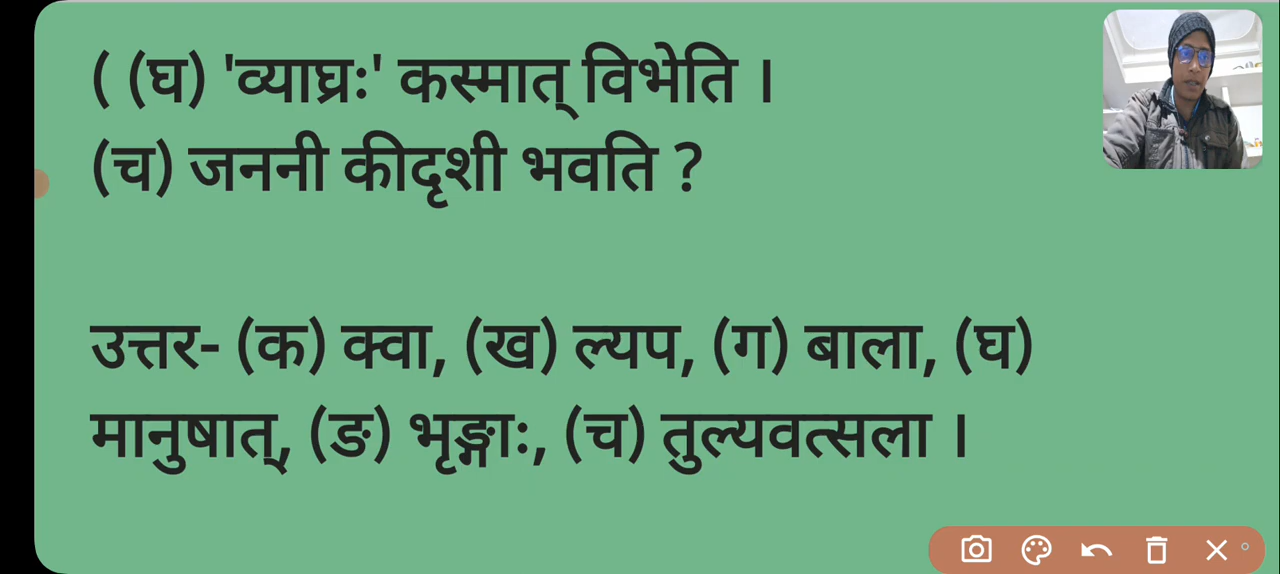 ( (घ) 'व्याघ्रः' कस्मात् विभेति ।
(च) जननी कीदृशी भवति ?
उत्तर- (क) क्वा, (ख) ल्यप, (ग) बाला, (घ)
मानुषात्, (ङ) भृङ्गाः, (च) तुल्यवत्सला ।